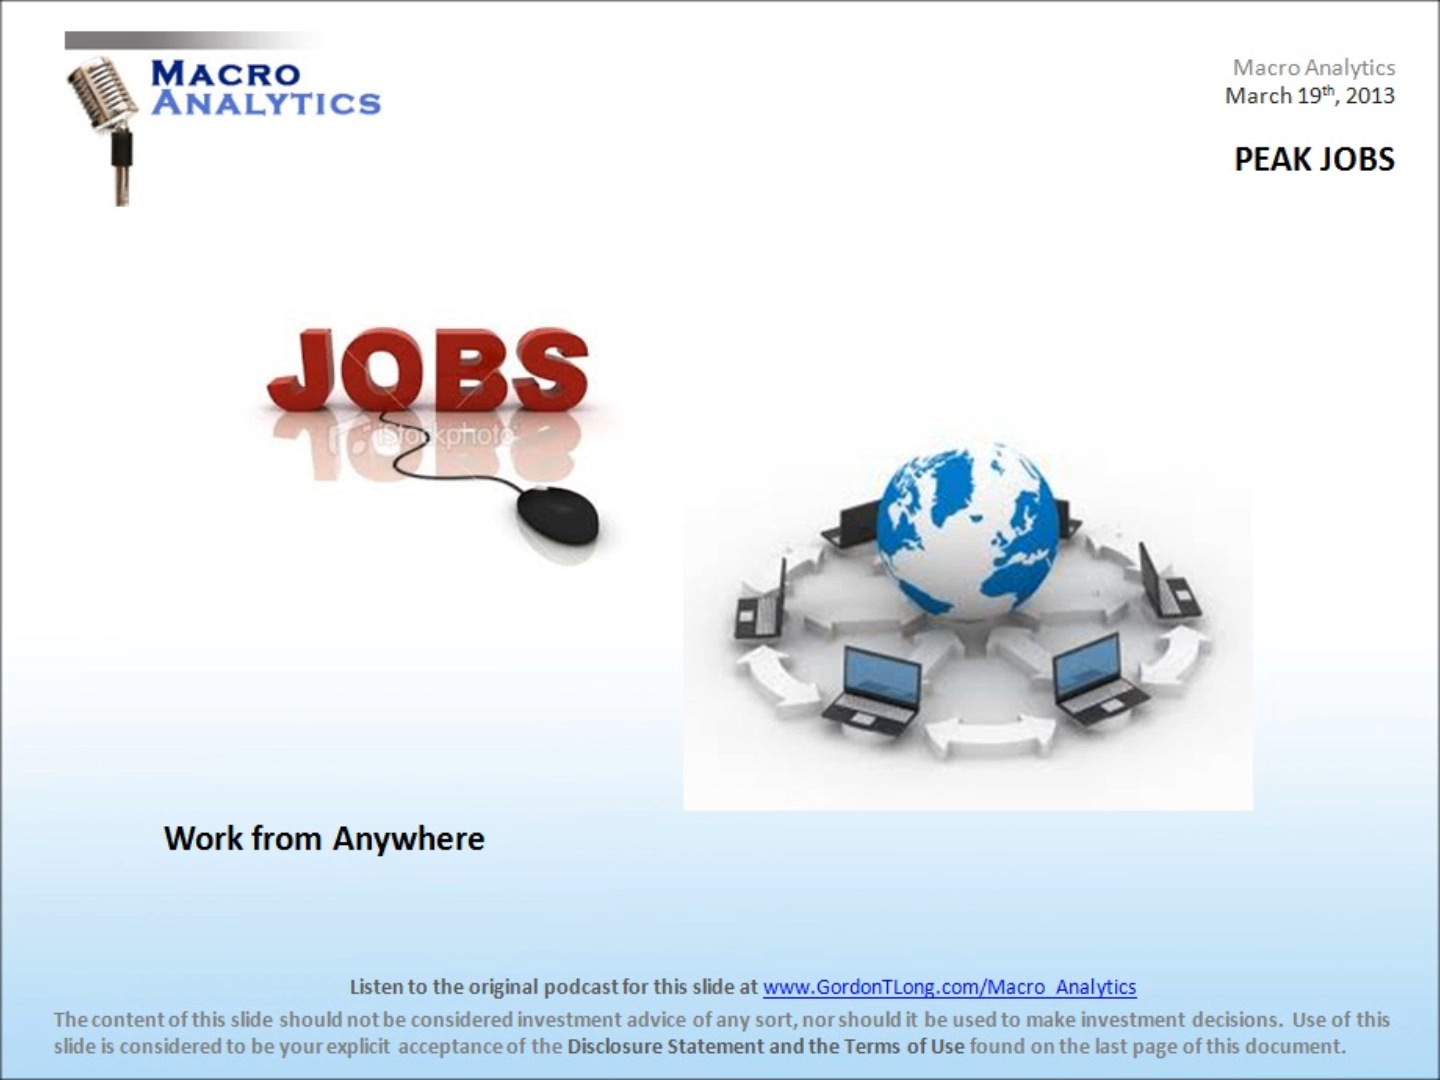 MACRO
ANALYTICS
Macro Analytics
March 19th, 2013
PEAK JOBS
JOBS
iStockphoto
Work from Anywhere
Listen to the original podcast for this slide at www.GordonTLong.com/Macro_Analytics
The content of this slide should not be considered investment advice of any sort, nor should it be used to make investment decisions. Use of this
slide is considered to be your explicit acceptance of the Disclosure Statement and the Terms of Use found on the last page of this document.